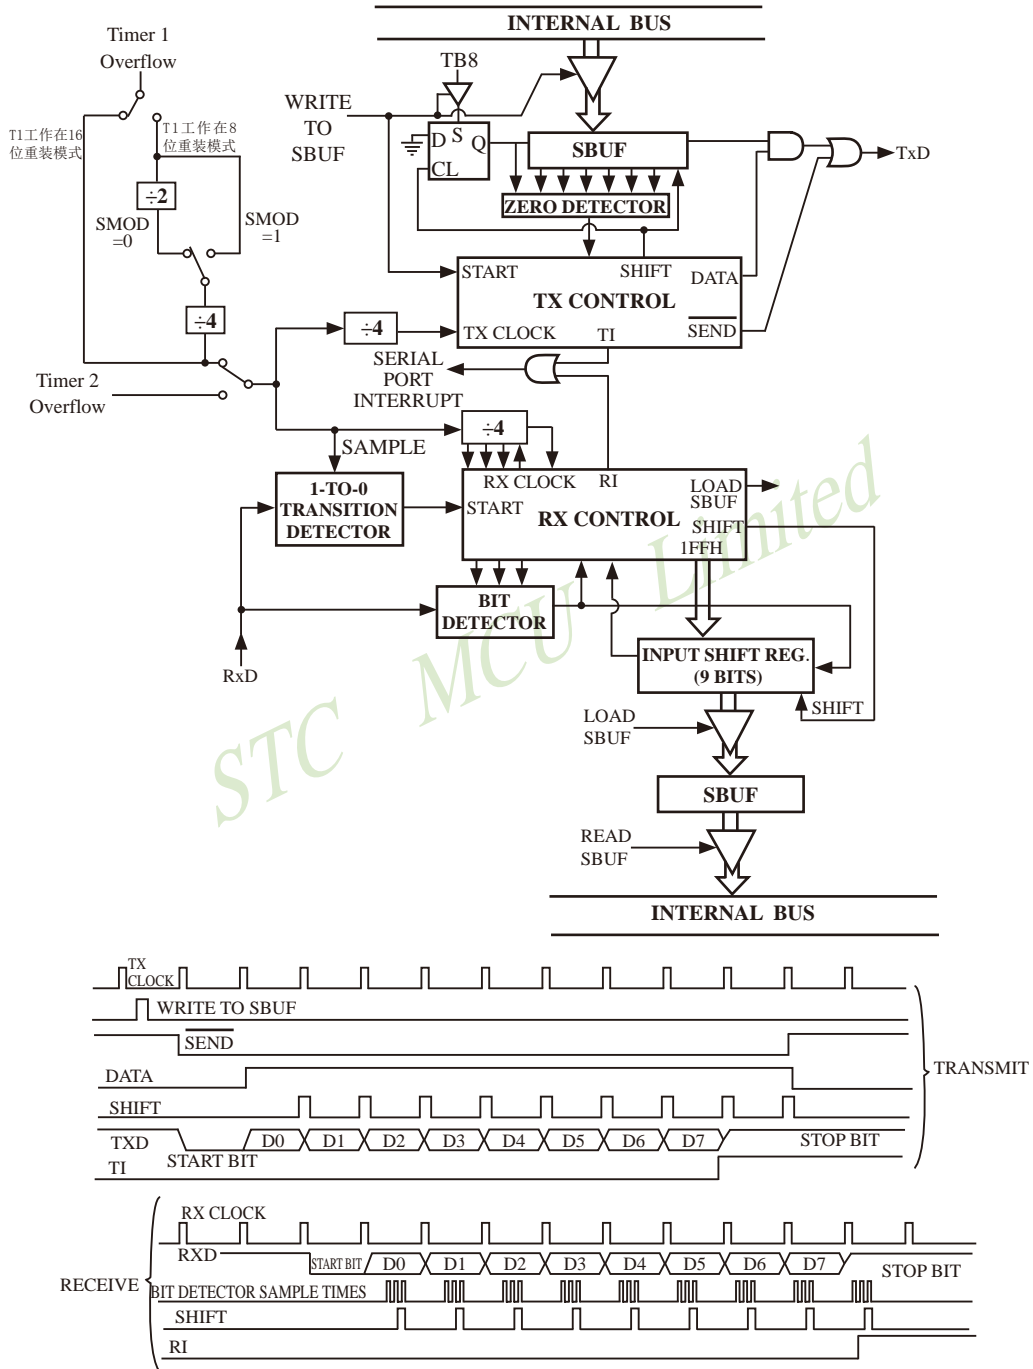 INTERNAL BUS
Timer 1
Overflow
TB8
WRITE
TO
SBUF
T1工作在16
位重装模式
T1工作在8
位重装模式
D
S
Q
CL
SBUF
TxD
ZERO DETECTOR
÷2
SMOD
=0
SMOD
=1
START
SHIFT
DATA
TX CONTROL
÷4
÷4
TX CLOCK
TI
SEND
SERIAL
PORT
INTERRUPT
Timer 2
Overflow
SAMPLE
÷4
1-TO-0
TRANSITION
DETECTOR
RX CLOCK
RI
LOAD
SBUF
START
RX CONTROL
SHIFT
1FFH
BIT
DETECTOR
RxD
INPUT SHIFT REG.
(9 BITS)
SHIFT
LOAD
SBUF
SBUF
READ
SBUF
INTERNAL BUS
STC MCU Limited
TX
CLOCK
WRITE TO SBUF
SEND
DATA
SHIFT
TXD
START BIT
D0 D1 D2 D3 D4 D5 D6 D7
STOP BIT
TI
TRANSMIT
RX CLOCK
RXD
START BIT
D0 D1 D2 D3 D4 D5 D6 D7
STOP BIT
RECEIVE
BIT DETECTOR SAMPLE TIMES
SHIFT
RI